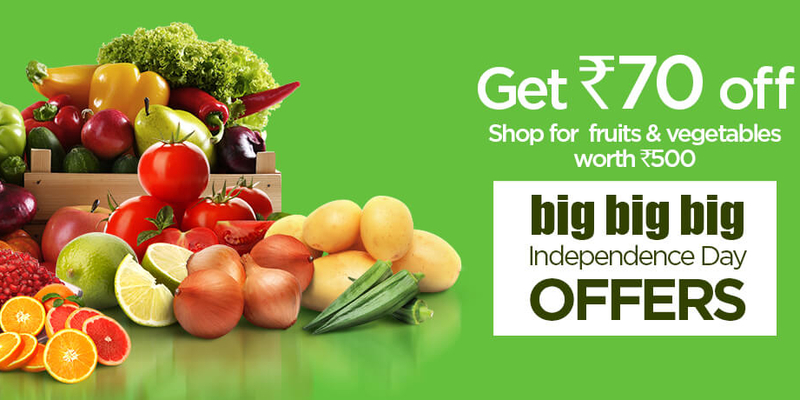 Get ₹70 off
Shop for fruits & vegetables
worth ₹500
big big big
Independence Day
OFFERS